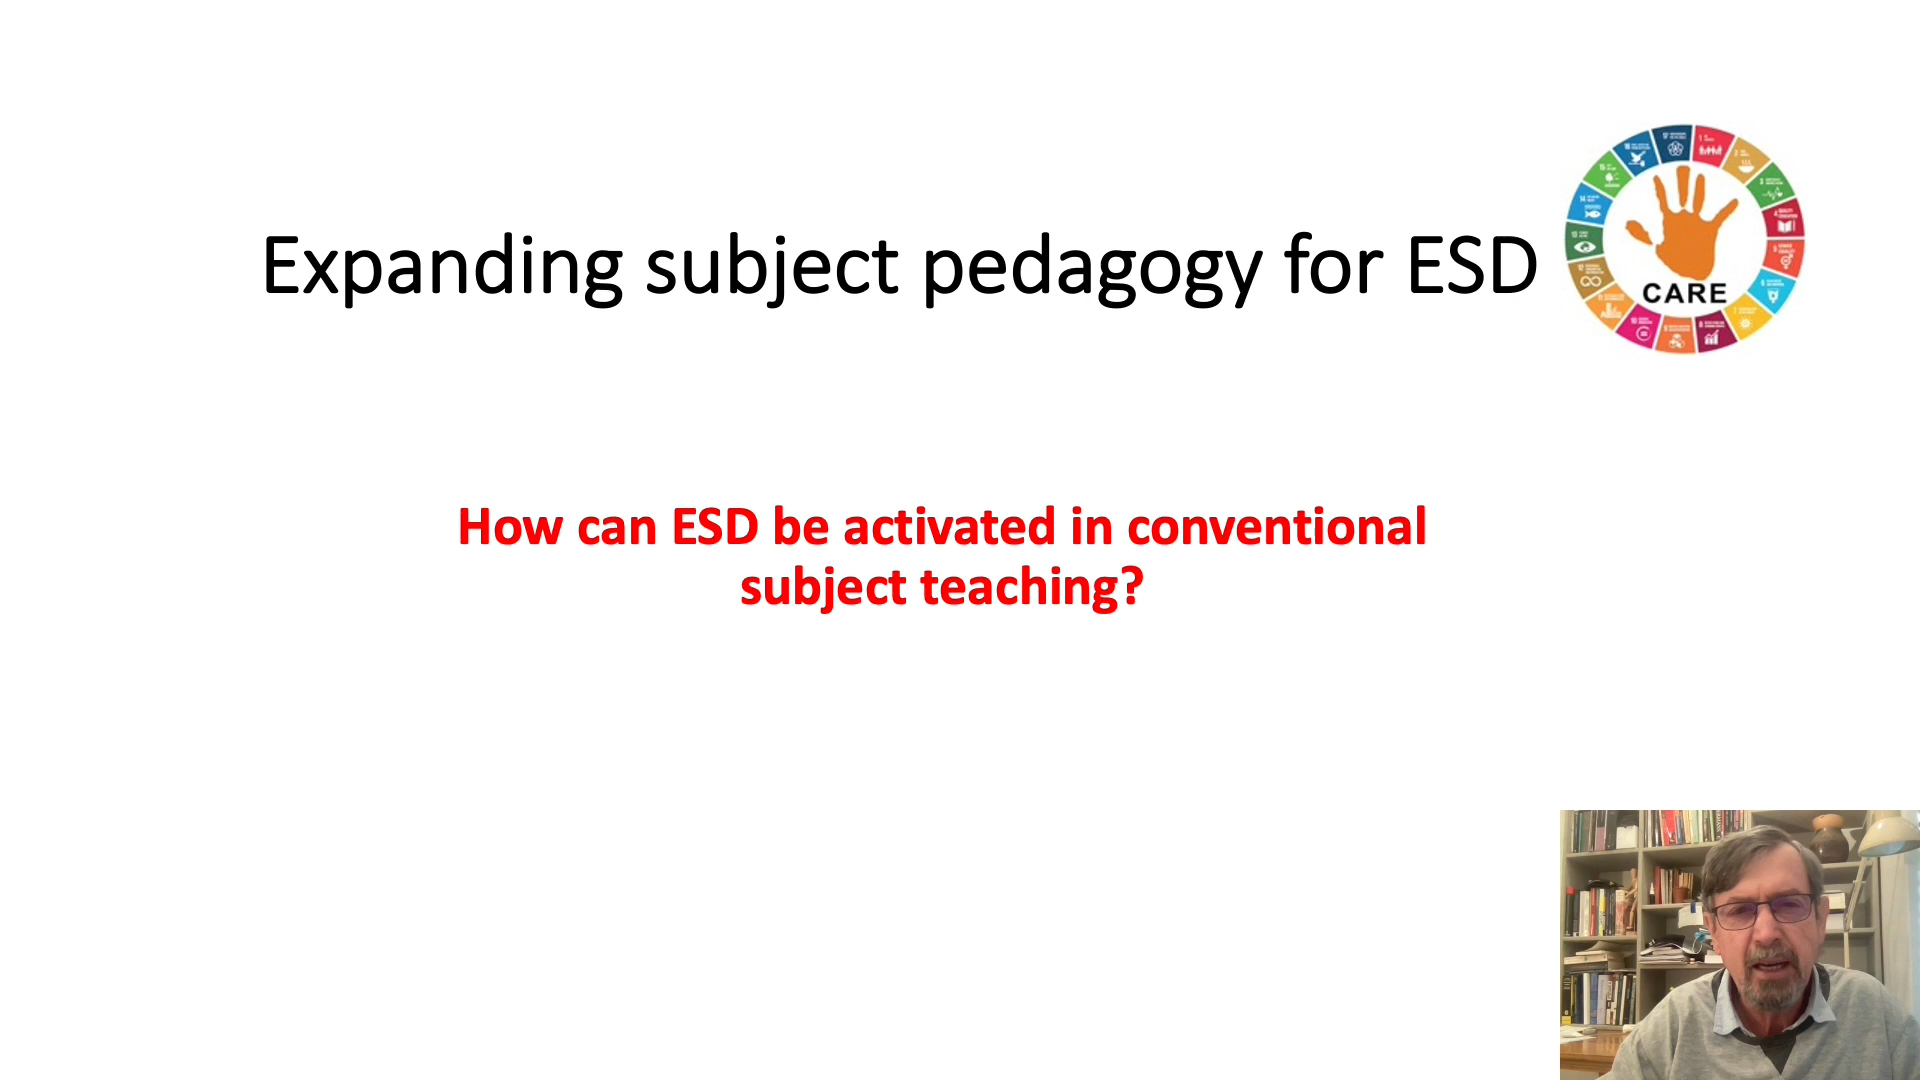 Expanding subject pedagogy for ESD
CARE
How can ESD be activated in conventional
subject teaching?